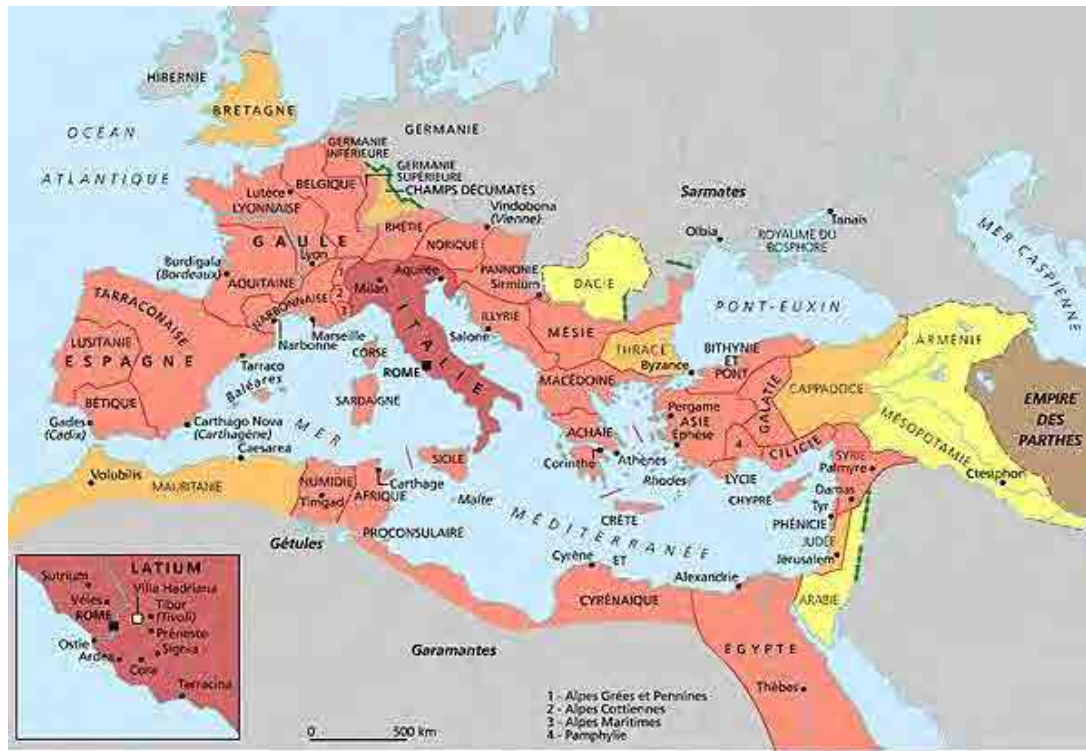 HIBERNIE
BRETAGNE
OCÉAN
ATLANTIQUE
GERMANIE
GERMANIE
INFÉRIEURE
GERMANIE
SUPÉRIEURE
CHAMPS DÉCUMATES
BELGIQUE
Lutèce
LYONNAISE
Vindobona
(Vienne)
RHÉTIE
NORIQUE
GAULE
Lyon
Burdigala
(Bordeaux)
AQUITAINE
NARBONNAISE
1
2
3
Milan
Aquilée
PANNONIE
Sirmium
Sarmates
Olbia
Tanais
ROYAUME DU
BOSPHORE
MER CASPIENNE
DACIE
PONT-EUXIN
TARRACONAISE
LUSITANIE
ESPAGNE
BÉTIQUE
Narbonne
Marseille
Tarraco
Baléares
CORSE
ROME
ITALIE
ILLYRIE
Salone
MÉSIE
THRACE
Byzance
BITHYNIE
ET
PONT
ARMÉNIE
CAPPADOCE
GALATIE
MACÉDOINE
SARDAIGNE
Gades
(Cadix)
Carthago Nova
(Carthagène)
Caesarea
MER
Pergame
ASIE
Éphèse
4
CILICIE
MÉSOPOTAMIE
EMPIRE
DES
PARTHES
ACHAÏE
Corinthe
Athènes
SICILE
Volubilis
MAURITANIE
NUMIDIE
Timgad
AFRIQUE
Carthage
Malte
PROCONSULAIRE
Rhodes
LYCIE
CHYPRE
SYRIE
Palmyre
Damas
Tyr
PHÉNICIE
JUDÉE
Jérusalem
Ctésiphon
CRÈTE
ET
MÉDITERRANÉE
Gétules
Cyrène
CYRÉNAÏQUE
Alexandrie
ARABIE
Garamantes
ÉGYPTE
Thèbes
LATIUM
Sutrium
Villa Hadriana
Véies
Tibur
(Tivoli)
ROME
Préneste
Ostie
Signia
Ardea
Cora
Terracina
0 500 km
1 - Alpes Grées et Pennines
2 - Alpes Cottiennes
3 - Alpes Maritimes
4 - Pamphylie